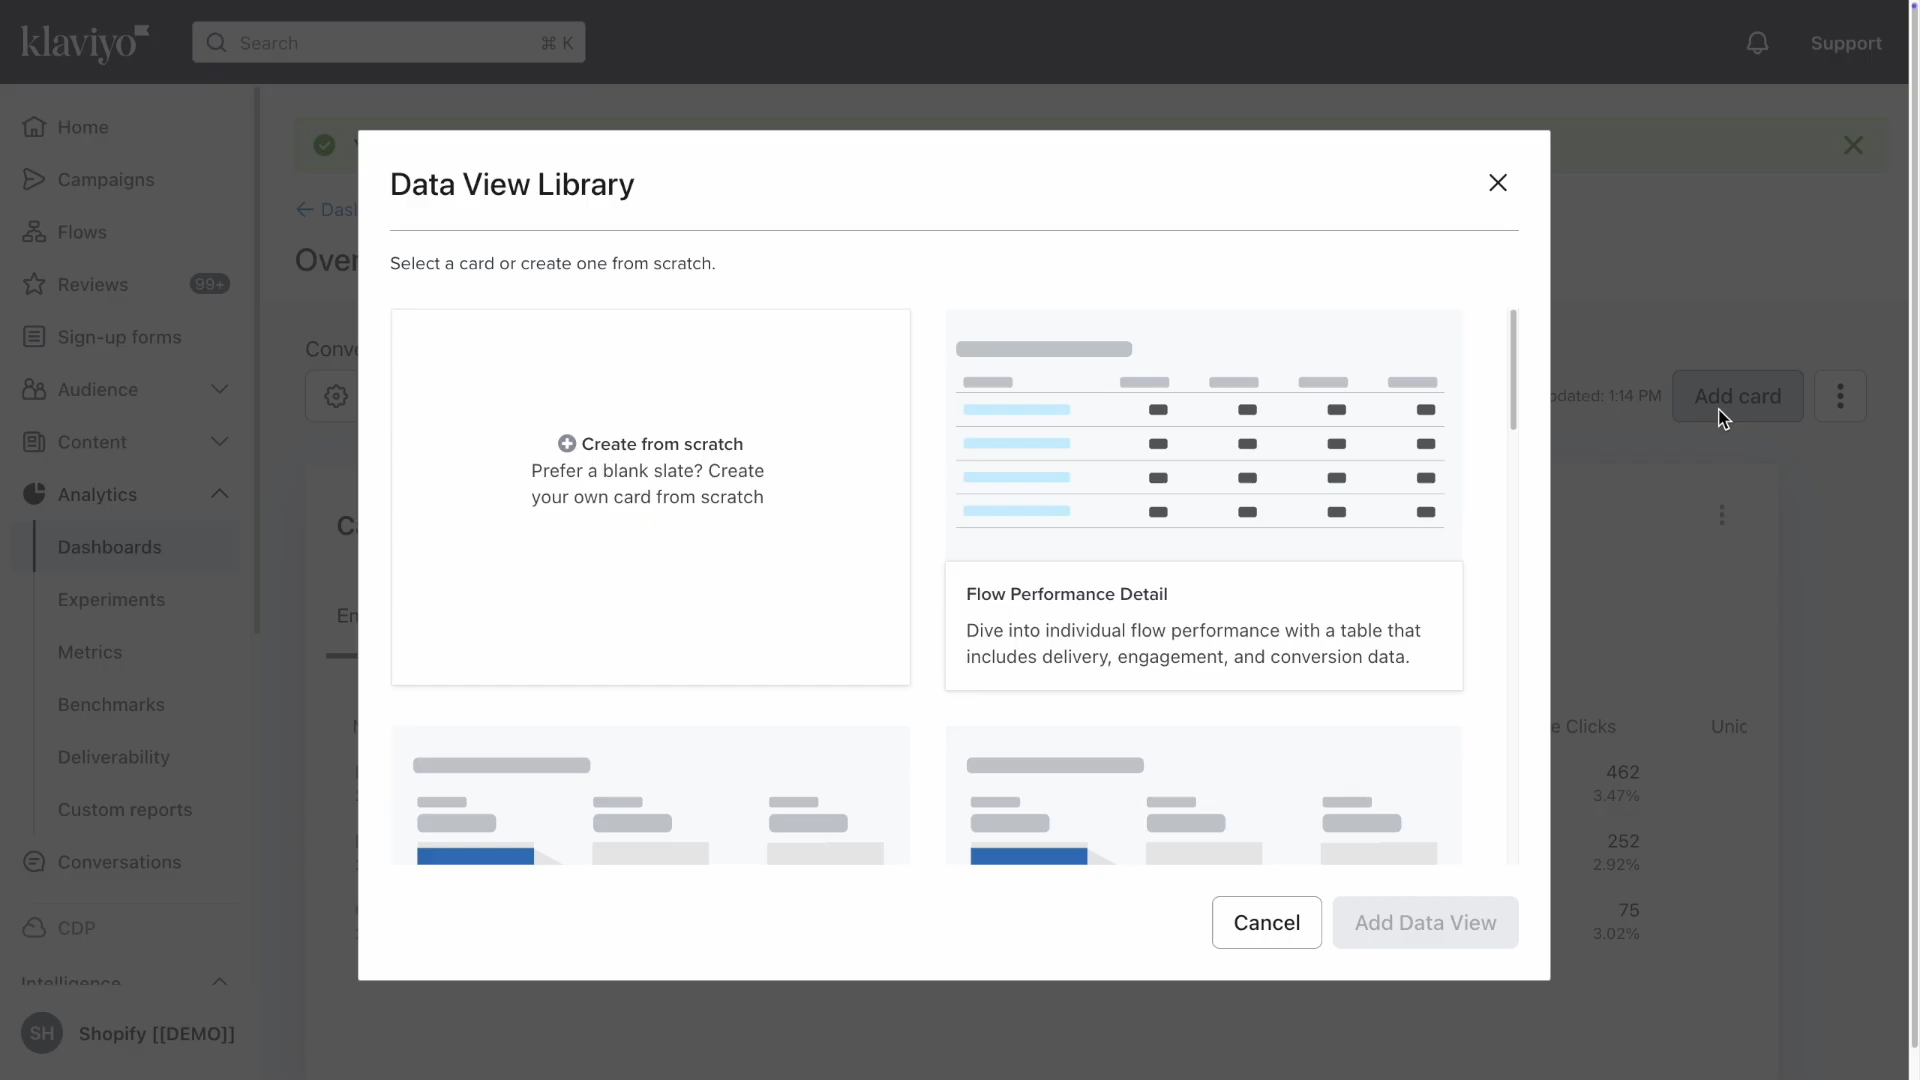 klaviyo
Search ⌘ K
Support
Home
Campaigns
Flows
Reviews 99+
Sign-up forms
Audience
Content
Analytics
Dashboards
Experiments
Metrics
Benchmarks
Deliverability
Custom reports
Conversations
CDP
Intelligence
SH Shopify [[DEMO]]
Data View Library
Select a card or create one from scratch.
Create from scratch
Prefer a blank slate? Create
your own card from scratch
Flow Performance Detail
Dive into individual flow performance with a table that
includes delivery, engagement, and conversion data.
Cancel
Add Data View
1:14 PM
Add card
Clicks
462
3.47%
252
2.92%
75
3.02%